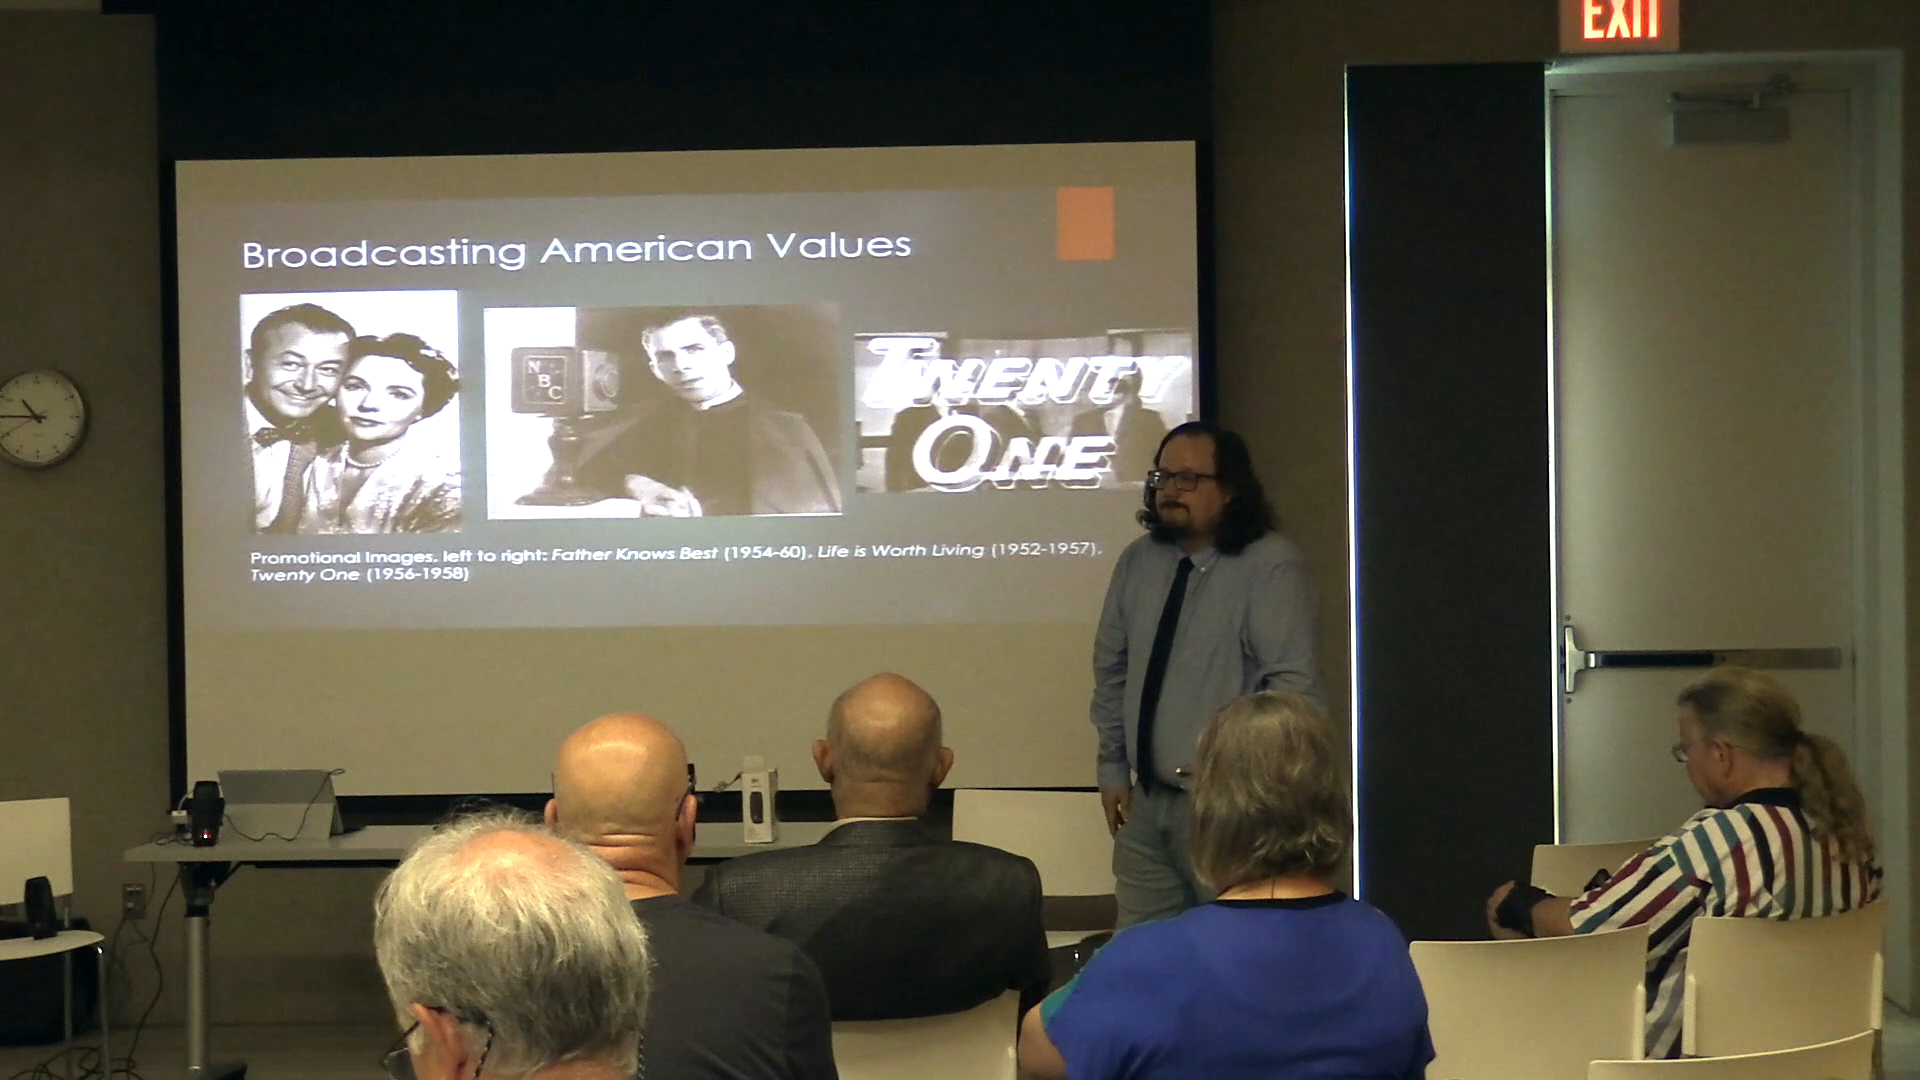 EXIT
Broadcasting American Values
NBC
TWENTY
ONE
Promotional Images, left to right: Father Knows Best (1954-60), Life is Worth Living (1952-1957),
Twenty One (1956-1958)